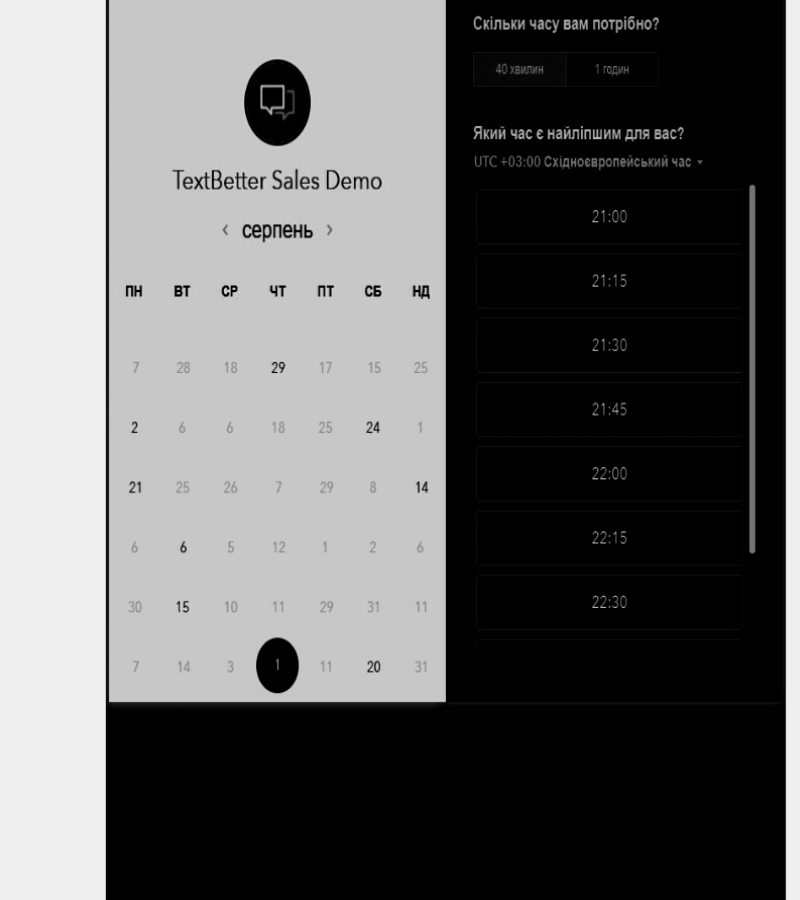 TextBetter Sales Demo
‹ серпень ›
ПН ВТ СР ЧТ ПТ СБ НД
7 28 18 29 17 15 25
2 6 6 18 25 24 1
21 25 26 7 29 8 14
6 6 5 12 1 2 6
30 15 10 11 29 31 11
7 14 3 1 11 20 31
Скільки часу вам потрібно?
40 хвилин 1 годин
Який час є найліпшим для вас?
UTC +03:00 Східноєвропейський час
21:00
21:15
21:30
21:45
22:00
22:15
22:30